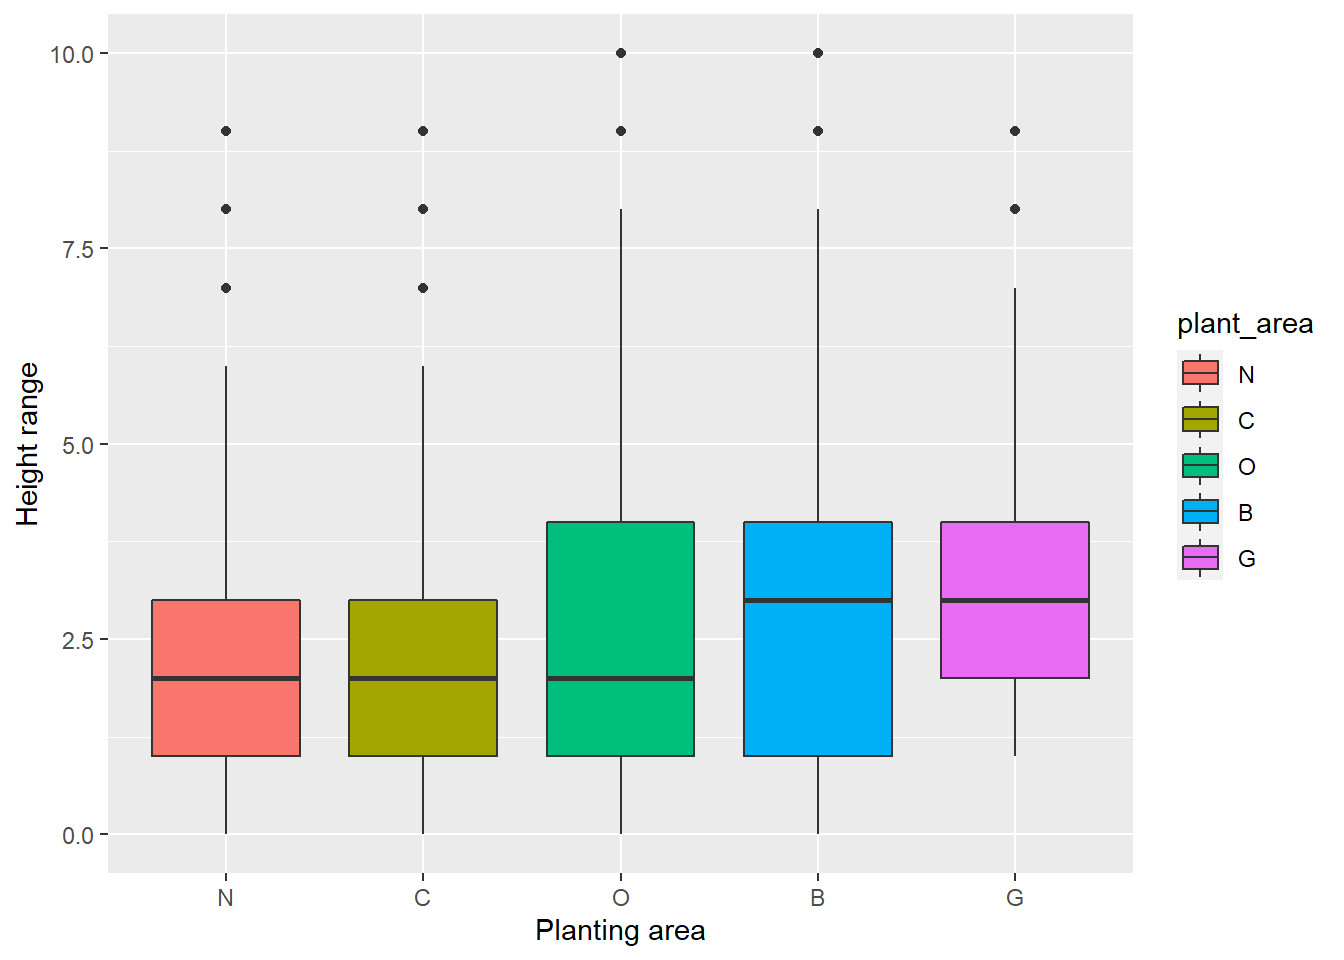 10.0
7.5
5.0
2.5
0.0
Height range
N C O B G
Planting area
plant_area
N
C
O
B
G